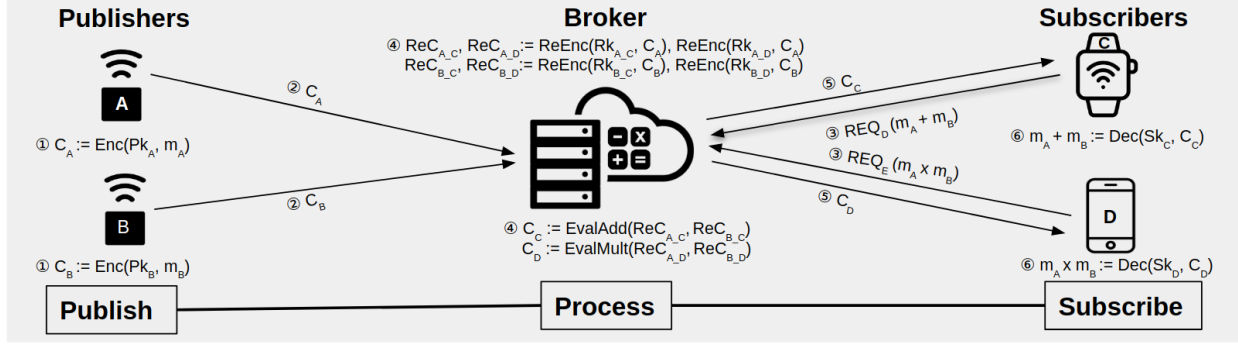 Publishers
Broker
Subscribers
④ ReC_A_C, ReC_A_D := ReEnc(Rk_A_C, C_A), ReEnc(Rk_A_D, C_A)
ReC_B_C, ReC_B_D := ReEnc(Rk_B_C, C_B), ReEnc(Rk_B_D, C_B)
A
② C_A
⑤ C_C
C
① C_A := Enc(Pk_A, m_A)
③ REQ_D (m_A + m_B)
⑥ m_A + m_B := Dec(Sk_C, C_C)
− x + =
③ REQ_E (m_A x m_B)
B
② C_B
⑤ C_D
D
④ C_C := EvalAdd(ReC_A_C, ReC_B_C)
C_D := EvalMult(ReC_A_D, ReC_B_D)
① C_B := Enc(Pk_B, m_B)
⑥ m_A x m_B := Dec(Sk_D, C_D)
Publish
Process
Subscribe